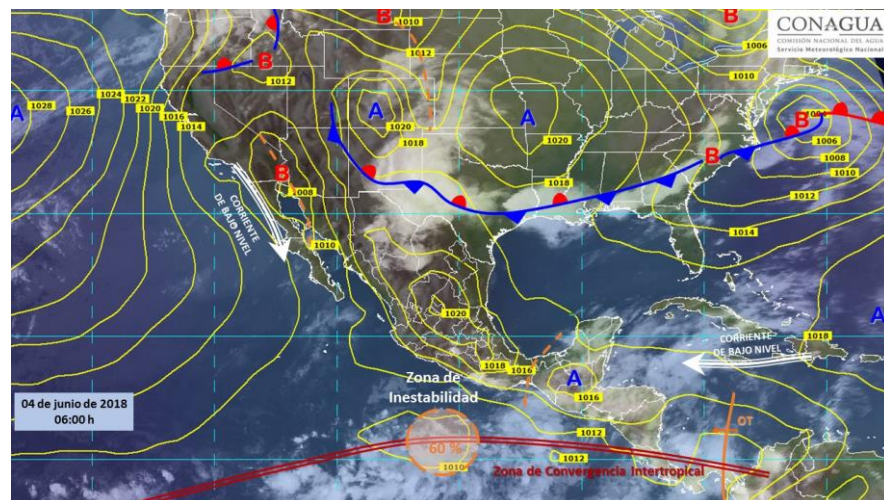 CONAGUA
COMISIÓN NACIONAL DEL AGUA
Servicio Meteorológico Nacional
1010
1012
1006
1010
B
B
B
1012
1024
1022
1020
1016
1014
1028
1026
A
A
1020
1018
A
1020
1018
B
1006
1008
1010
1012
1014
B
B
1008
1010
CORRIENTE
DE BAJO NIVEL
1020
1018
1016
A
1016
CORRIENTE
DE BAJO NIVEL
1018
A
Zona de
Inestabilidad
04 de junio de 2018
06:00 h
60 %
1010
1012
1012
OT
Zona de Convergencia Intertropical